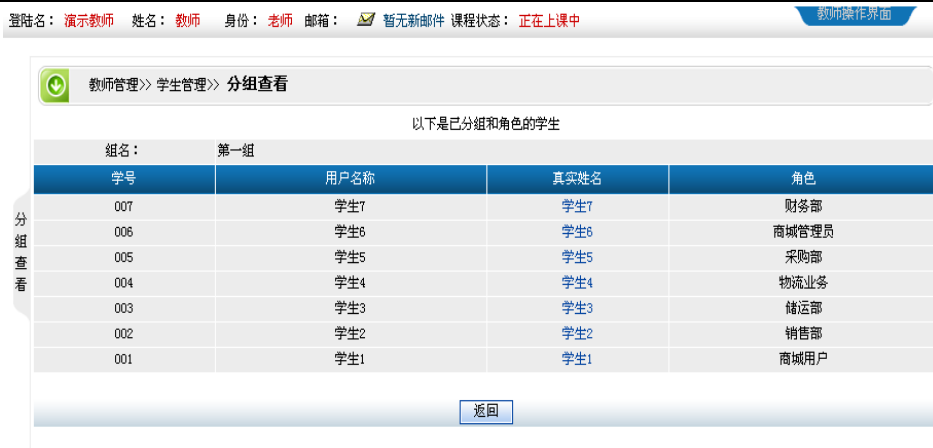 登陆名： 演示教师 姓名： 教师 身份： 老师 邮箱： 暂无新邮件 课程状态： 正在上课中
教师操作界面
教师管理>> 学生管理>> 分组查看
以下是已分组和角色的学生
组名： 第一组
学号 用户名称 真实姓名 角色
007 学生7 学生7 财务部
006 学生6 学生6 商城管理员
005 学生5 学生5 采购部
004 学生4 学生4 物流业务
003 学生3 学生3 储运部
002 学生2 学生2 销售部
001 学生1 学生1 商城用户
分组查看
返回